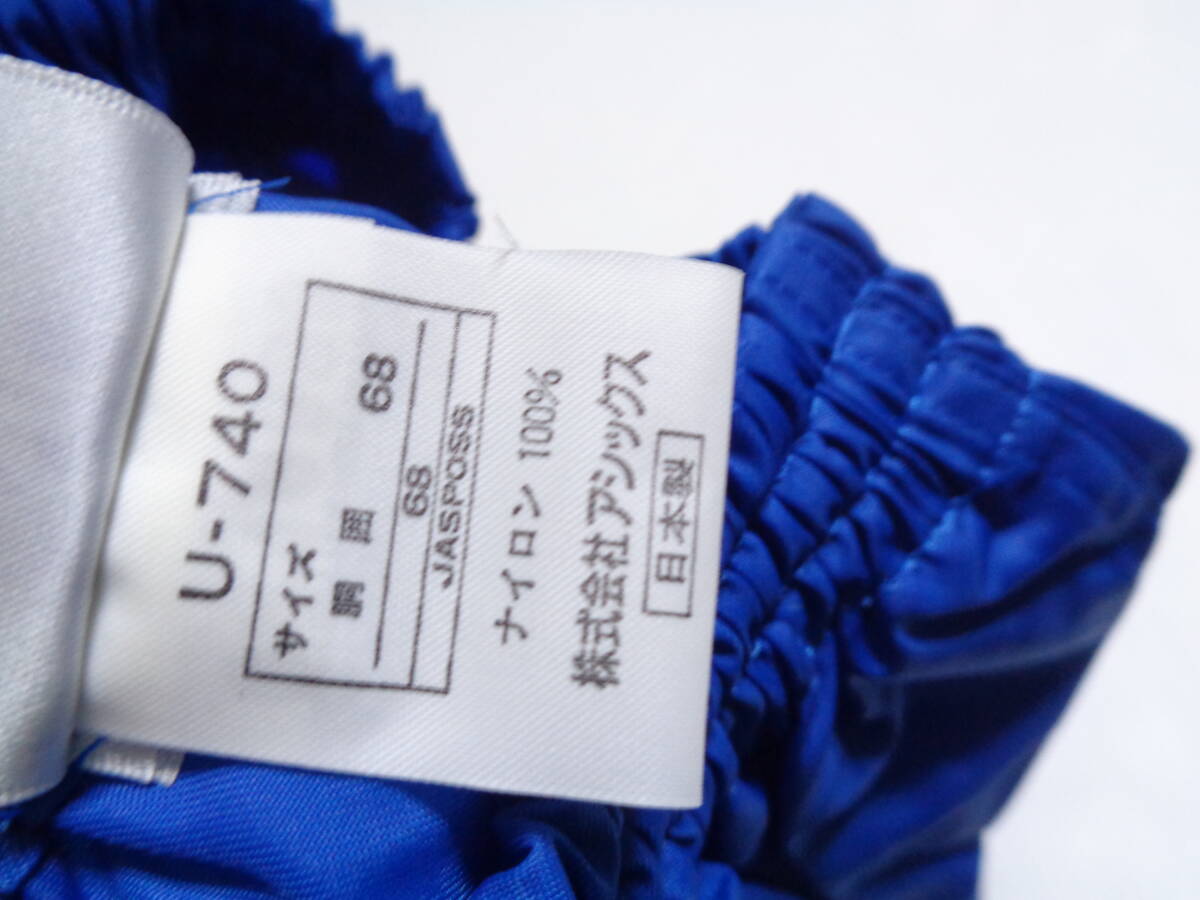 U-740
サイズ
胴囲 68
68
JASPOSS
ナイロン 100%
株式会社アシックス
日本製